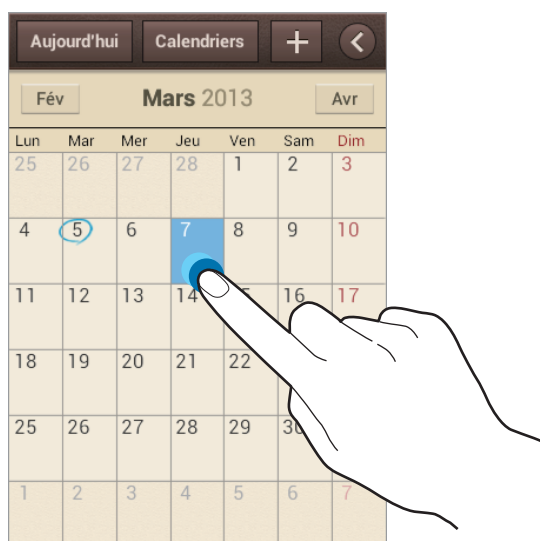 Aujourd'hui Calendriers
Fév Mars 2013 Avr
Lun Mar Mer Jeu Ven Sam Dim
25 26 27 28 1 2 3
4 5 6 7 8 9 10
11 12 13 14 16 17
18 19 20 21 22
25 26 27 28 29
1 2 3 4 5 6 7